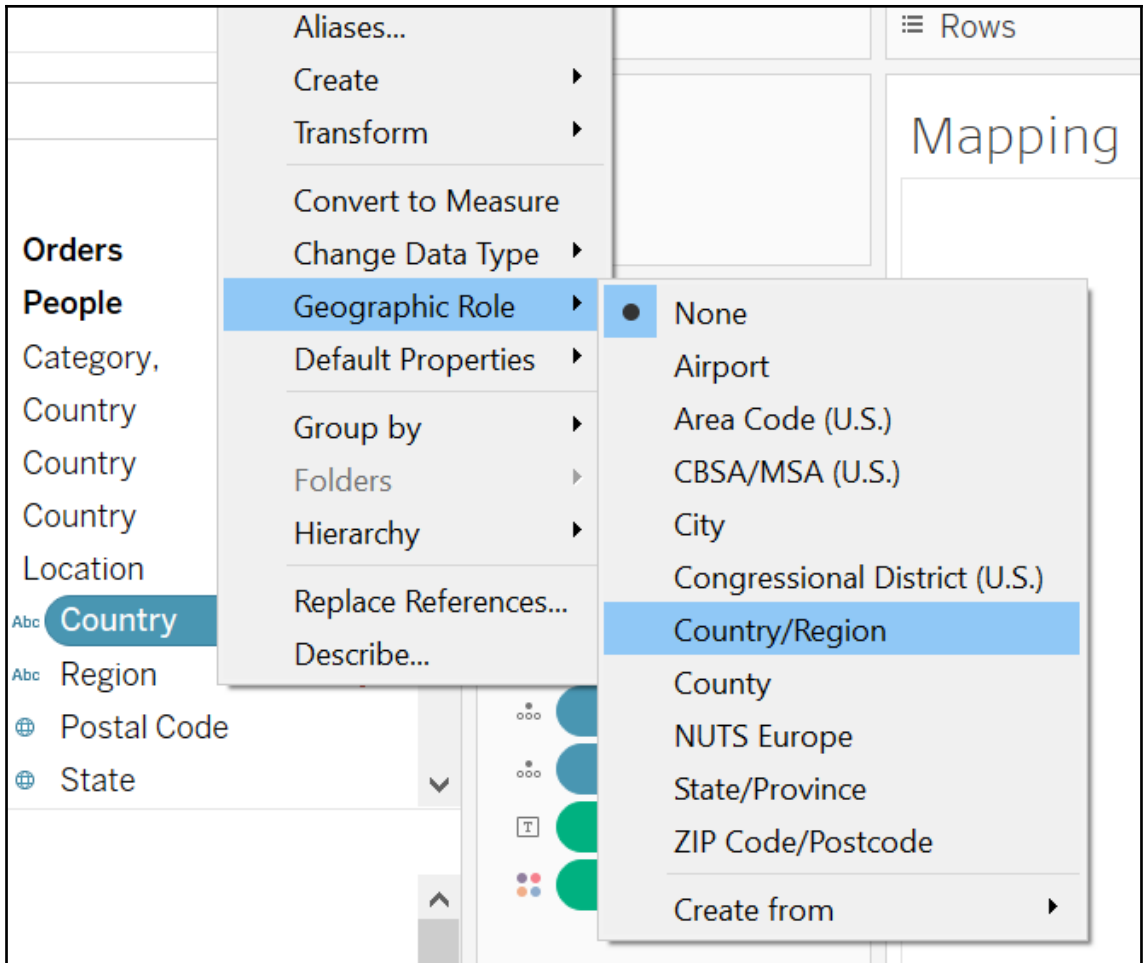 Aliases...
Create
Transform
Convert to Measure
Change Data Type
Geographic Role
Default Properties
Group by
Folders
Hierarchy
Replace References...
Describe...
Orders
People
Category,
Country
Country
Country
Location
Abc Country
Abc Region
Postal Code
State
None
Airport
Area Code (U.S.)
CBSA/MSA (U.S.)
City
Congressional District (U.S.)
Country/Region
County
NUTS Europe
State/Province
ZIP Code/Postcode
Create from
T
Rows
Mapping